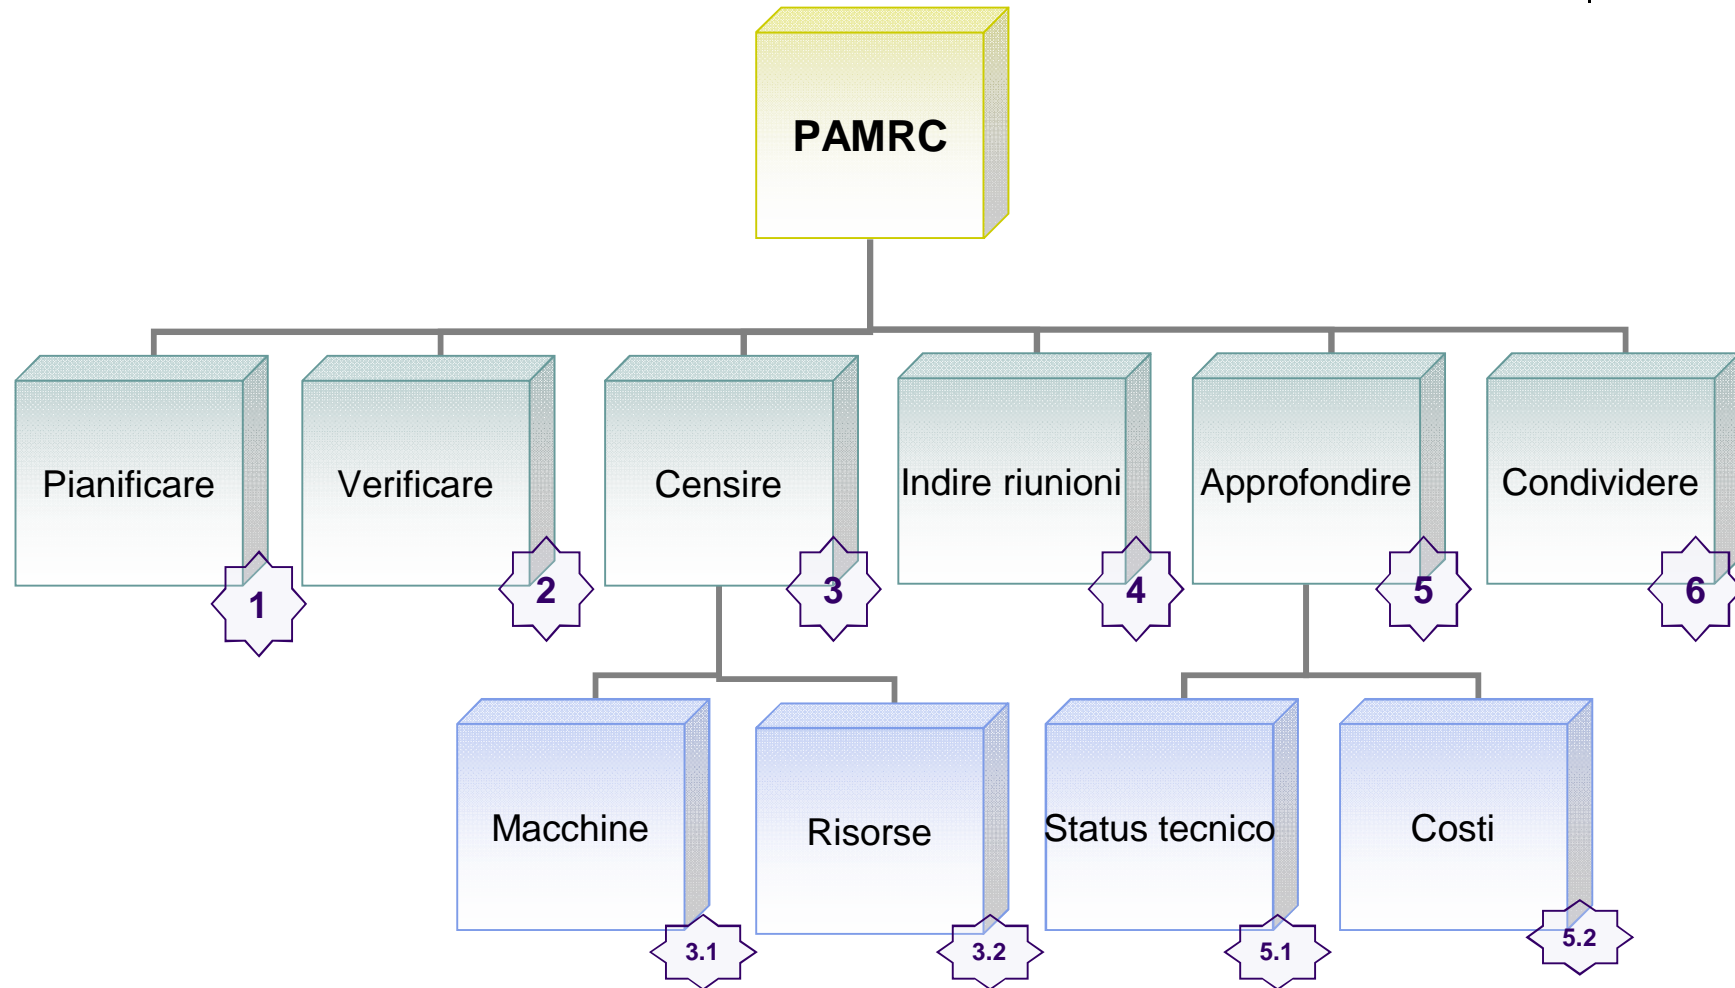 PAMRC
Pianificare
Verificare
Censire
Indire riunioni
Approfondire
Condividere
1
2
3
4
5
6
Macchine
Risorse
Status tecnico
Costi
3.1
3.2
5.1
5.2